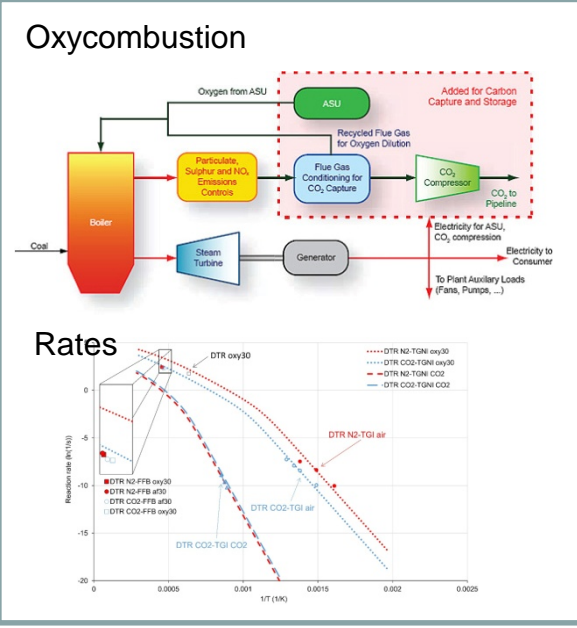 Oxycombustion
Oxygen from ASU
ASU
Added for Carbon
Capture and Storage
Recycled Flue Gas
for Oxygen Dilution
Particulate,
Sulphur and NOx
Emissions
Controls
Flue Gas
Conditioning for
CO2 Capture
CO2
Compressor
CO2 to
Pipeline
Boiler
Coal
Steam
Turbine
Generator
Electricity for ASU,
CO2 compression
Electricity to
Consumer
To Plant Auxilary Loads
(Fans, Pumps, ...)
Rates
DTR oxy30
DTR N2-TGNI oxy30
DTR CO2-TGNI oxy30
DTR N2-TGNI CO2
DTR CO2-TGNI CO2
DTR N2-TGI air
DTR CO2-TGI air
DTR CO2-TGI CO2
DTR N2-FFB oxy30
DTR N2-FFB af30
DTR CO2-FFB af30
DTR CO2-FFB oxy30
Reaction rate (ln(1/s))
0
-5
-10
-15
-20
0
0.0005
0.001
0.0015
0.002
0.0025
1/T (1/K)